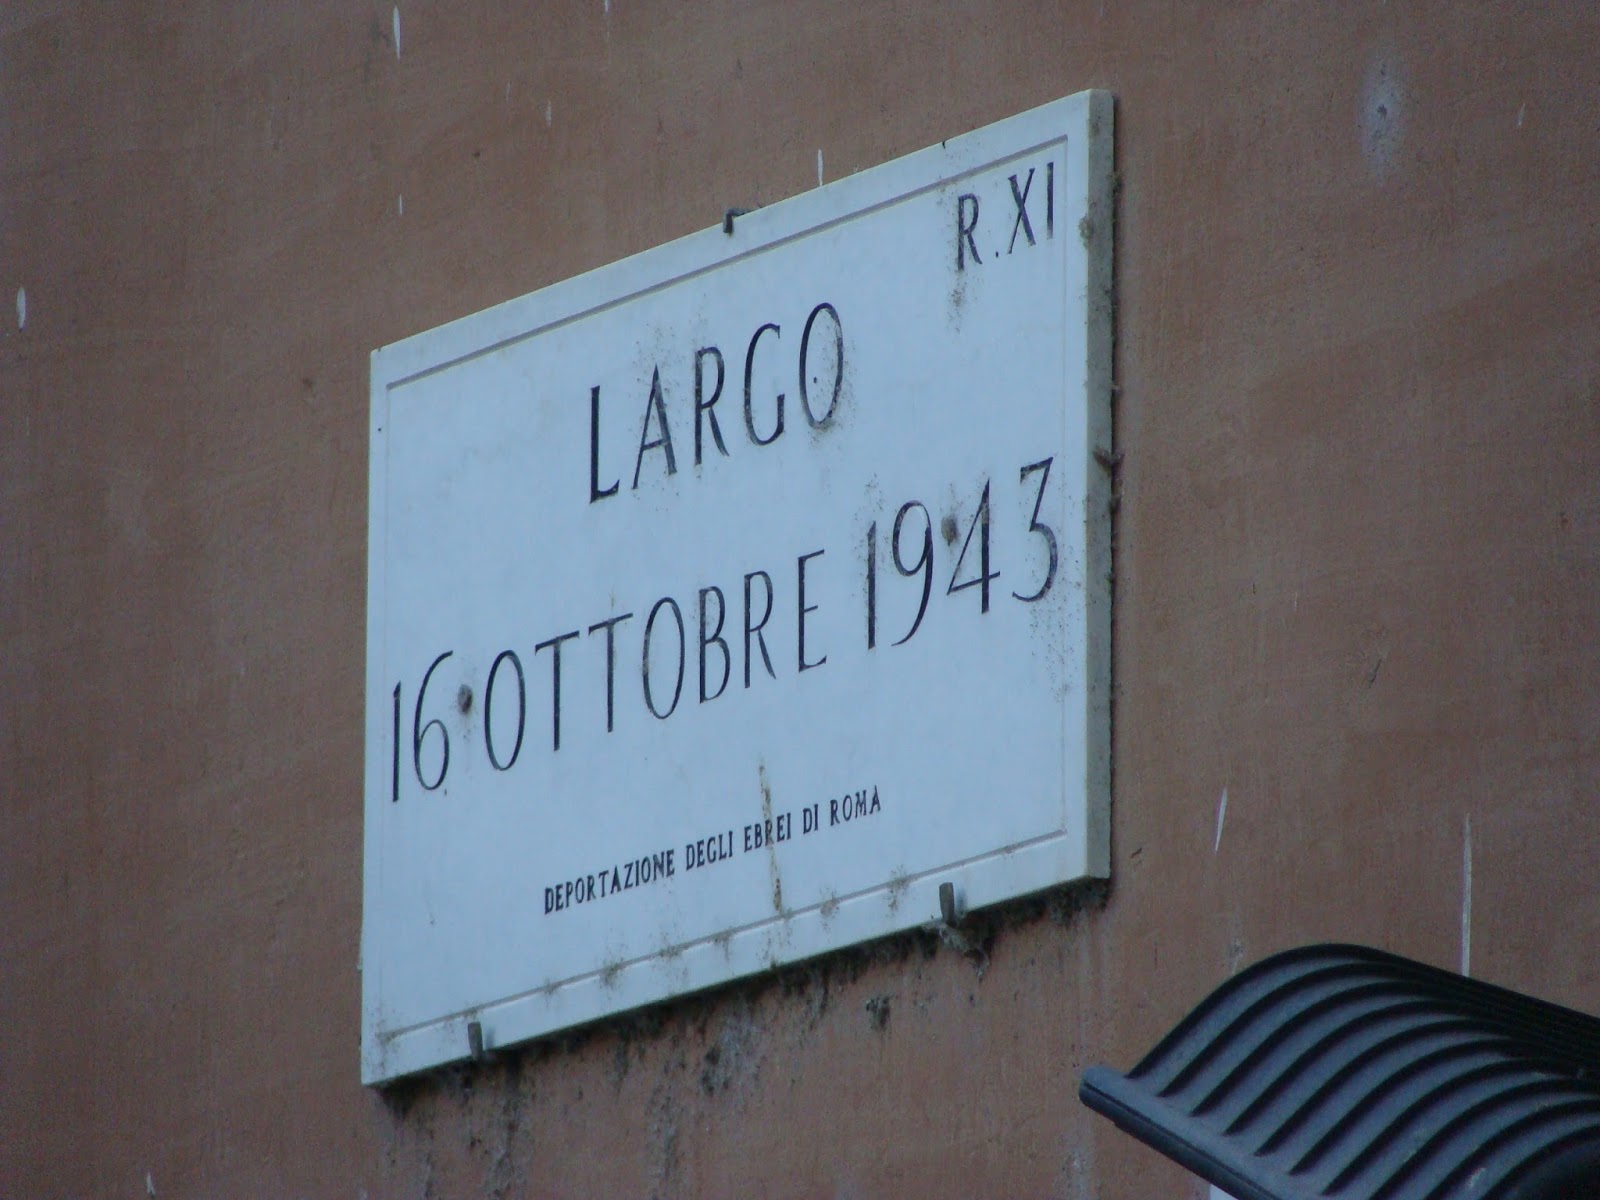 R. XI
LARGO
16 OTTOBRE 1943
DEPORTAZIONE DEGLI EBREI DI ROMA